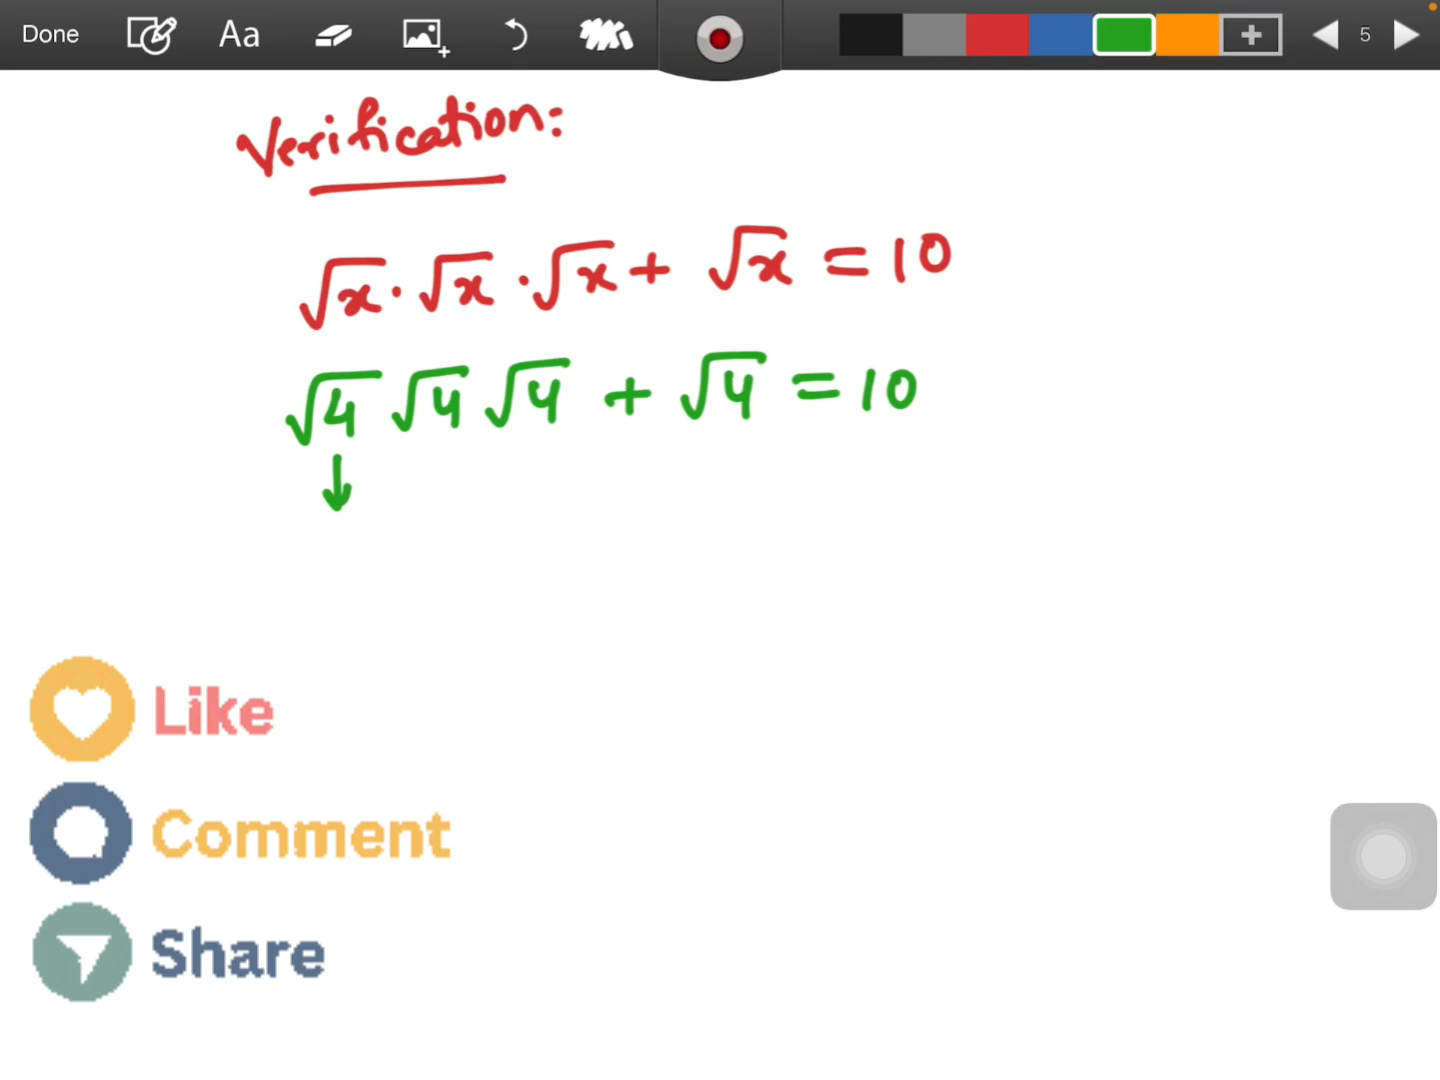 Done Aa 5
Verification:
√x · √x · √x + √x = 10
√4 √4 √4 + √4 = 10
↓
Like
Comment
Share